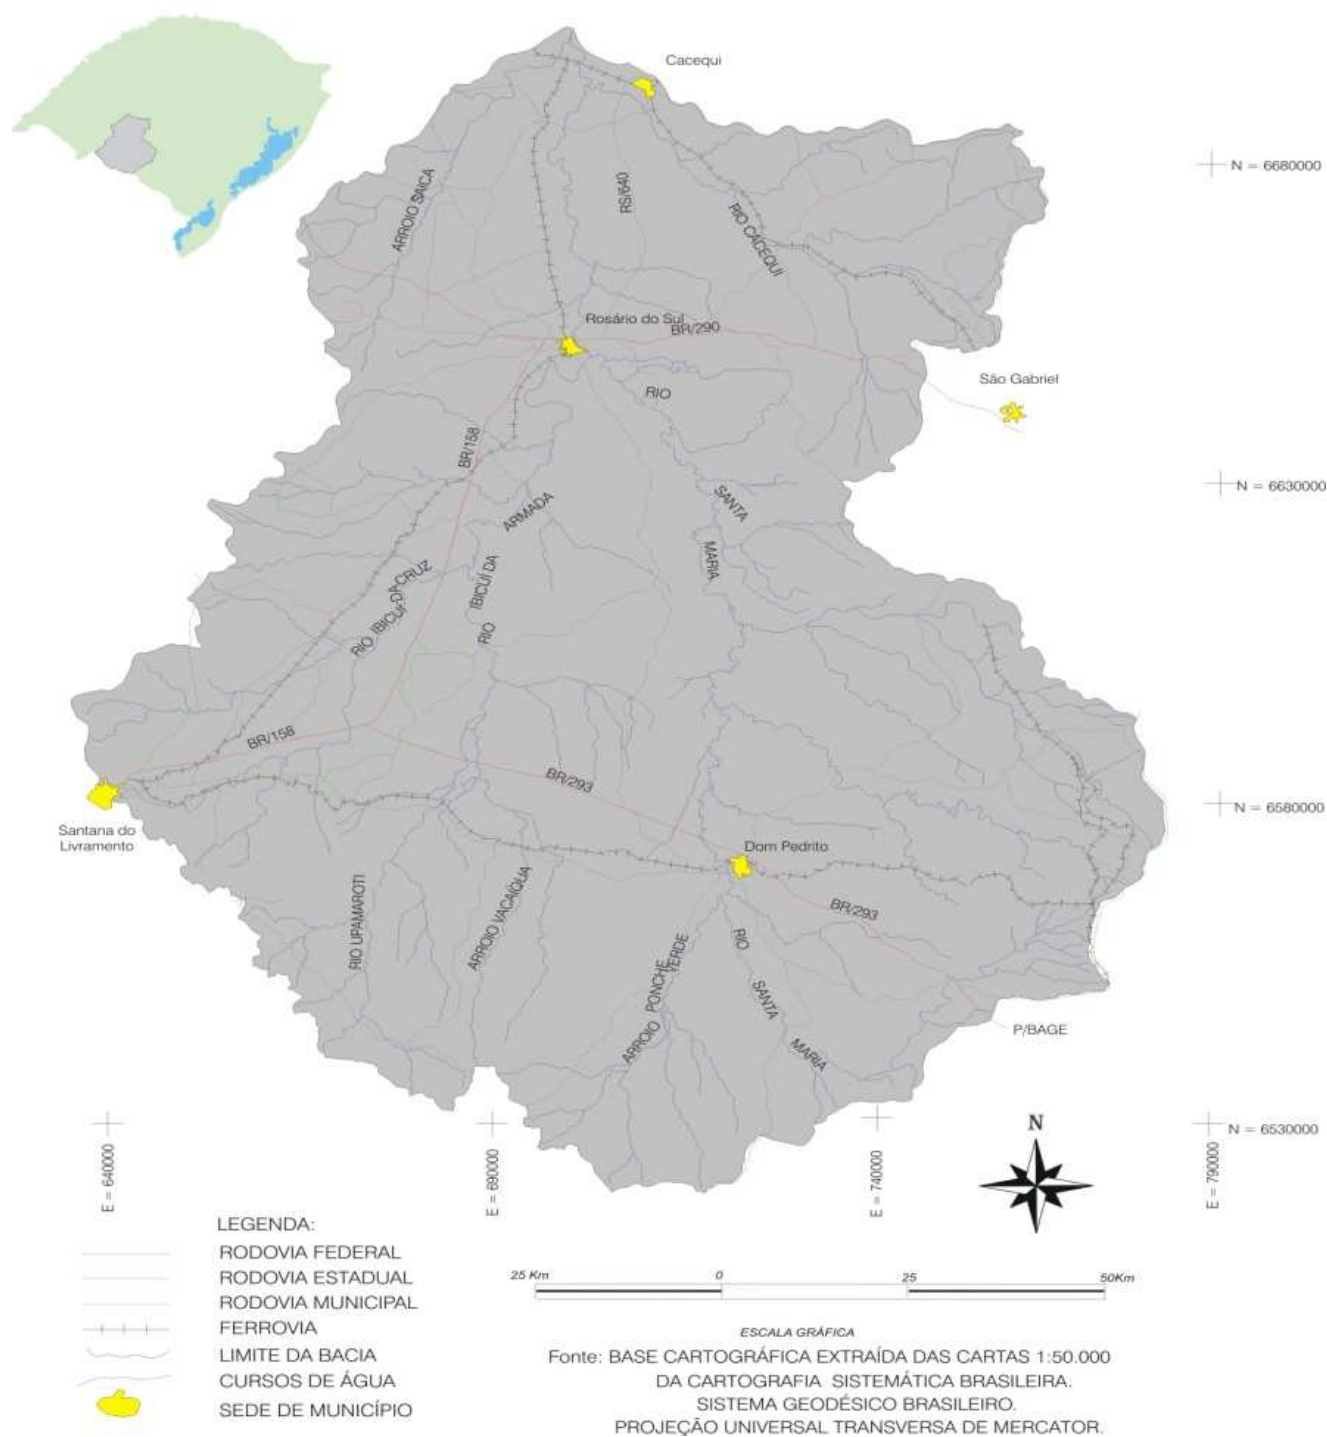 Cacequi
N = 6680000
ARROIO SAICA
RS/640
RIO CACEQUI
Rosário do Sul
BR/290
São Gabriel
RIO
BR/158
N = 6630000
SANTA
ARMADA
MARIA
IBICUÍ DA
DA CRUZ
RIO IBICUI
RIO
BR/158
BR/293
N = 6580000
Santana do
Livramento
Dom Pedrito
BR/293
RIO UPAMAROTI
ARROIO VACAIQUA
VERDE
PONCHE
ARROIO
RIO
SANTA
MARIA
P/BAGE
N
N = 6530000
E = 640000
E = 690000
E = 740000
E = 790000
LEGENDA:
RODOVIA FEDERAL
RODOVIA ESTADUAL
RODOVIA MUNICIPAL
FERROVIA
LIMITE DA BACIA
CURSOS DE ÁGUA
SEDE DE MUNICÍPIO
25 Km 0 25 50Km
ESCALA GRÁFICA
Fonte: BASE CARTOGRÁFICA EXTRAÍDA DAS CARTAS 1:50.000
DA CARTOGRAFIA SISTEMÁTICA BRASILEIRA.
SISTEMA GEODÉSICO BRASILEIRO.
PROJEÇÃO UNIVERSAL TRANSVERSA DE MERCATOR.